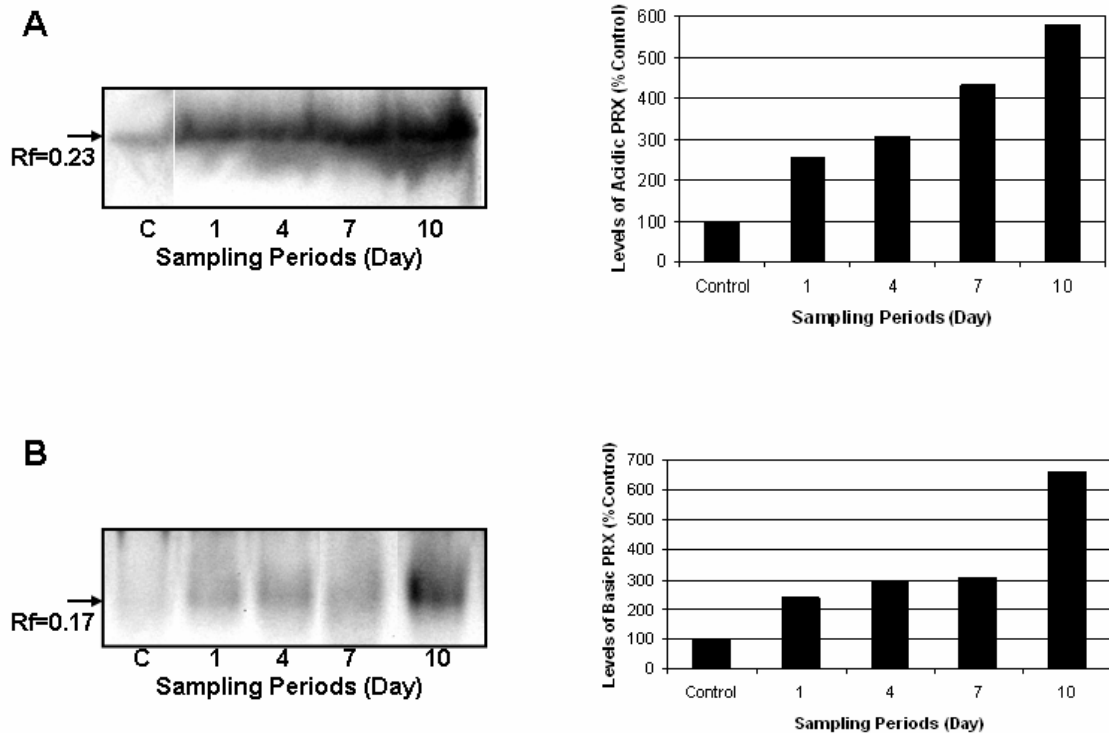 A
Rf=0.23
C 1 4 7 10
Sampling Periods (Day)
Levels of Acidic PRX (% Control)
600
500
400
300
200
100
0
Control 1 4 7 10
Sampling Periods (Day)
B
Rf=0.17
C 1 4 7 10
Sampling Periods (Day)
Levels of Basic PRX (%Control)
700
600
500
400
300
200
100
0
Control 1 4 7 10
Sampling Periods (Day)